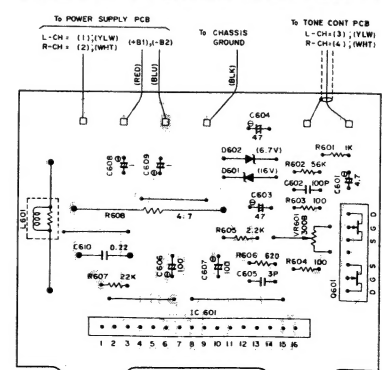 To POWER SUPPLY PCB
L-CH = (1);(YLW)
R-CH = (2);(WHT)
(+B1),(-B2)
(RED)
(BLU)
To CHASSIS
GROUND
(BLK)
To TONE CONT PCB
L-CH=(3);(YLW)
R-CH=(4);(WHT)
C604
47
D602 (6.7V)
R601 1K
C608
C609
R602 56K
D601 (16V)
C602 100P
C601
4.7
L601
R608 4.7
C603
47
R603 100
VR601
300B
R605 2.2K
C610 0.22
C606
100
C607
100
R606 620
R604 100
R607 22K
C605 3P
Q601
S G D
D G S
IC 601
1 2 3 4 5 6 7 8 9 10 11 12 13 14 15 16